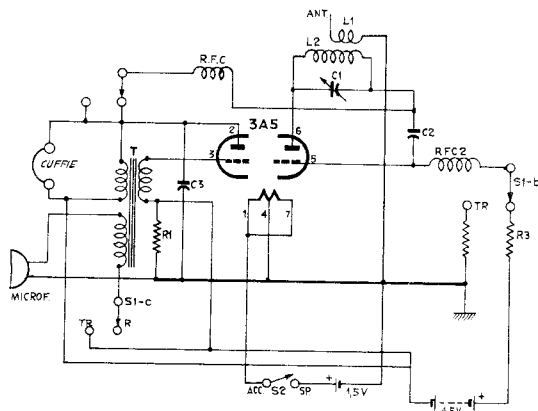 ANT
L1
L2
R.F.C
C1
3A5
2
6
C2
3
5
RFC2
CUFFIE
T
C3
S1-b
1
4
7
TR
R1
R3
MICROF.
S1-c
TR
R
ACC.
S2
SP.
+
1,5V
+